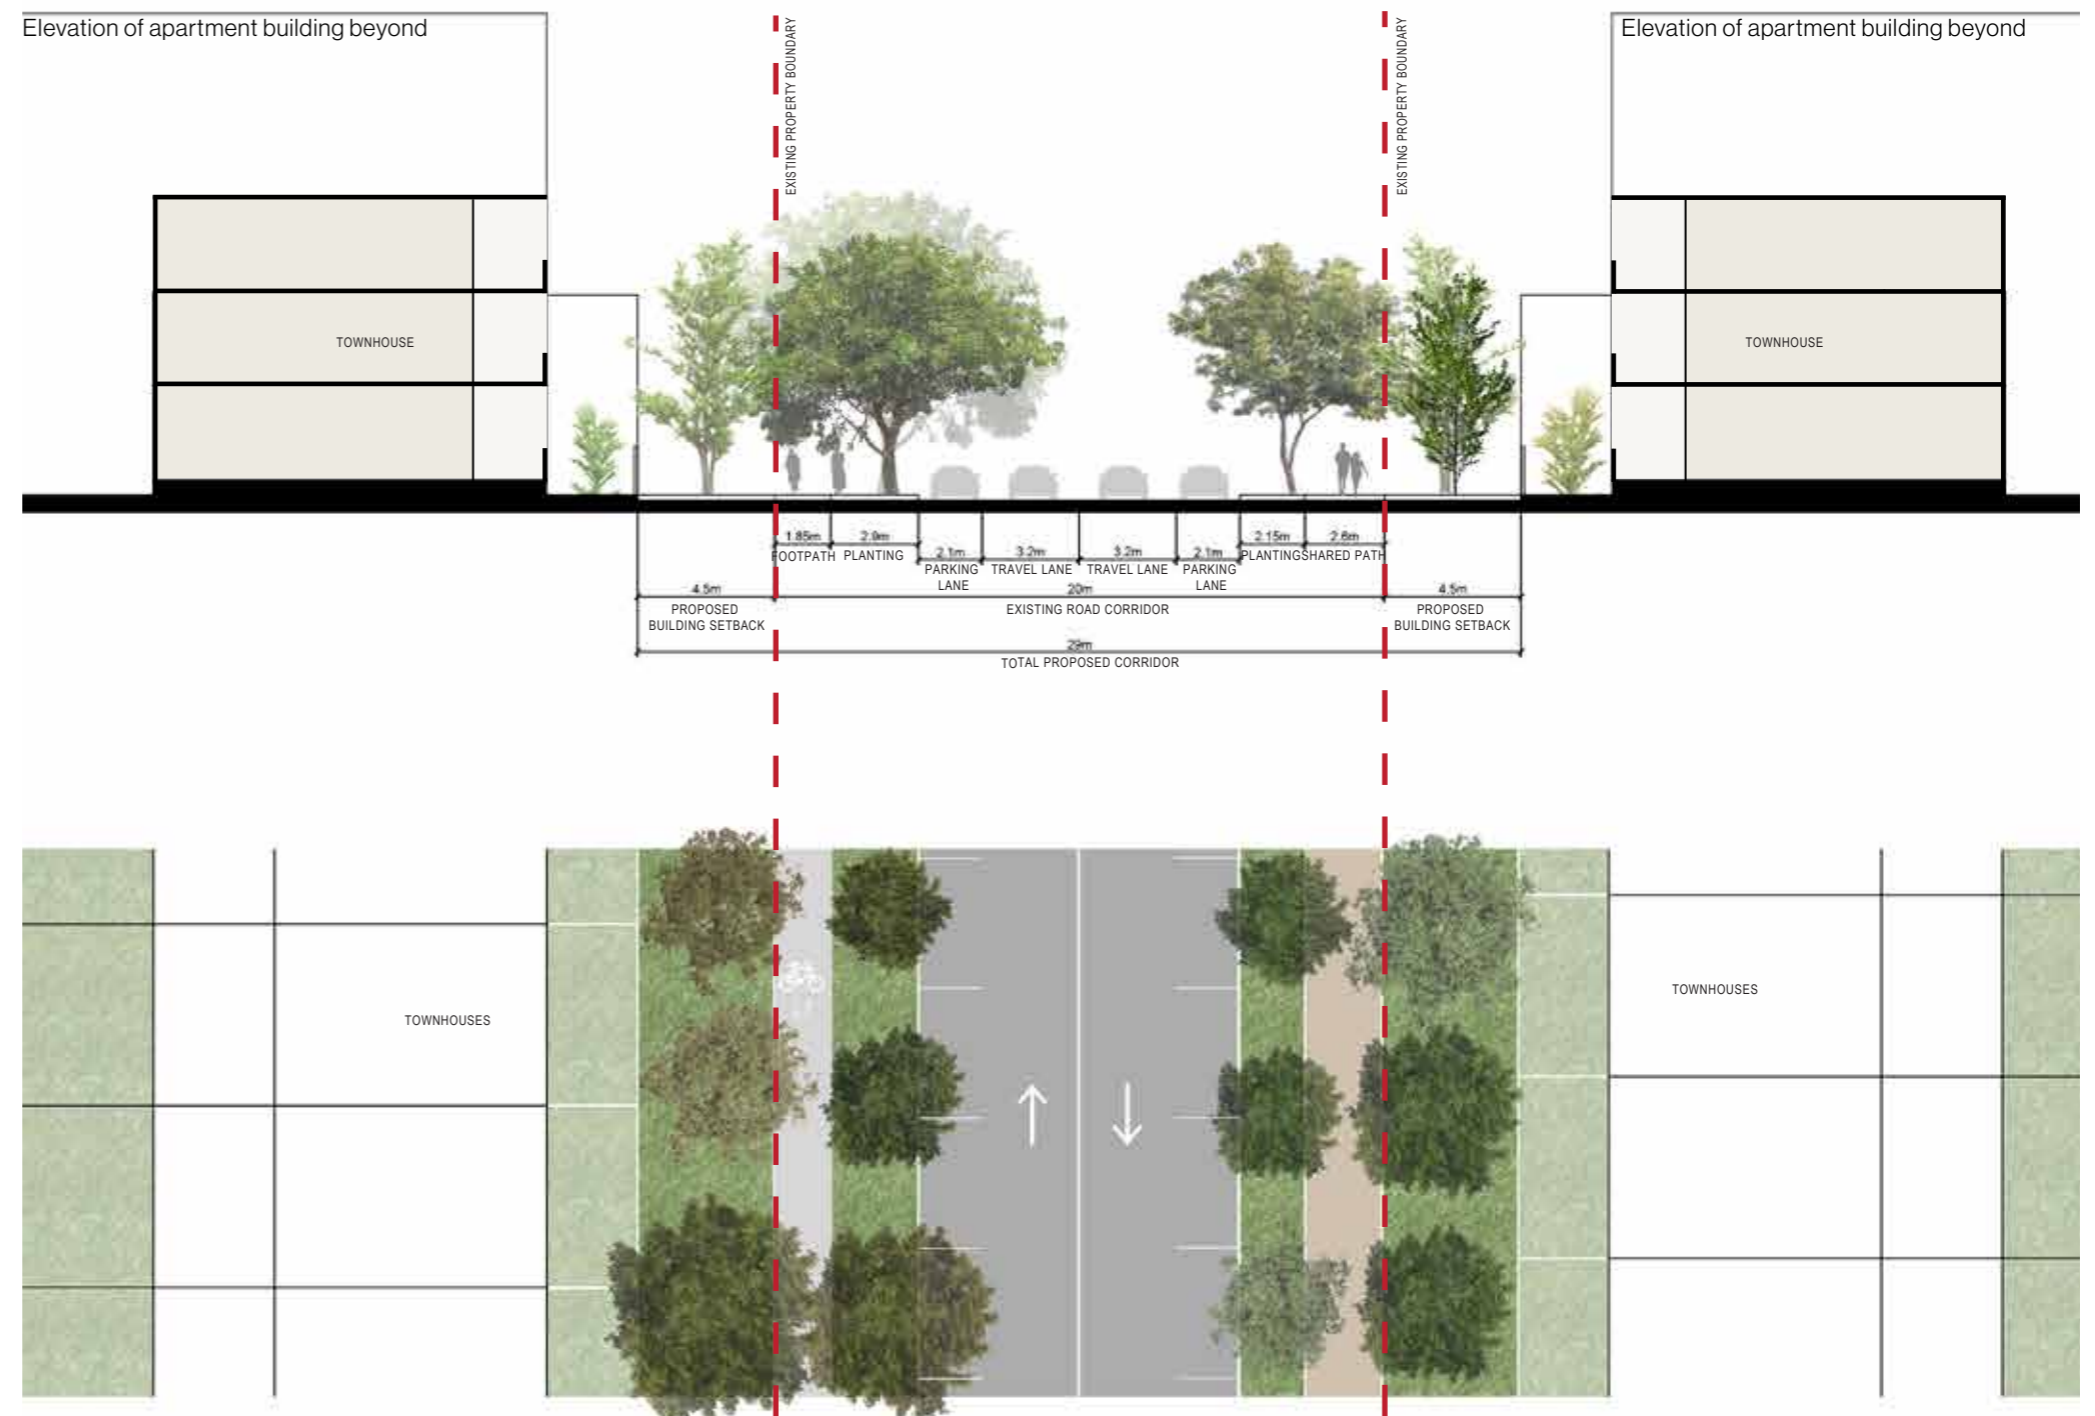 Elevation of apartment building beyond
Elevation of apartment building beyond
EXISTING PROPERTY BOUNDARY
EXISTING PROPERTY BOUNDARY
TOWNHOUSE
TOWNHOUSE
1.85m
FOOTPATH
2.9m
PLANTING
2.1m
PARKING
LANE
3.2m
TRAVEL LANE
3.2m
TRAVEL LANE
2.1m
PARKING
LANE
2.15m
PLANTING
2.6m
SHARED PATH
4.5m
PROPOSED
BUILDING SETBACK
20m
EXISTING ROAD CORRIDOR
4.5m
PROPOSED
BUILDING SETBACK
29m
TOTAL PROPOSED CORRIDOR
TOWNHOUSES
TOWNHOUSES